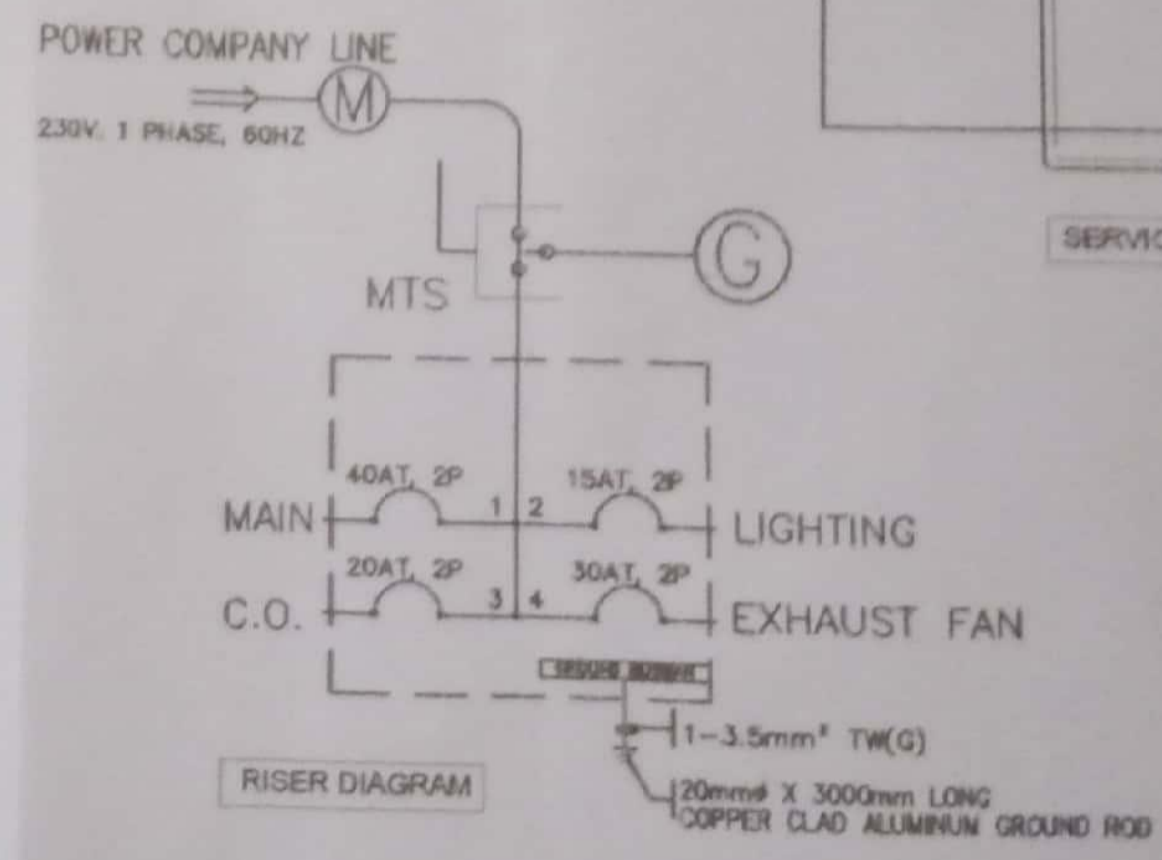 POWER COMPANY LINE
M
230V. 1 PHASE, 60HZ
G
SERVIC
MTS
40AT, 2P
15AT, 2P
MAIN
1
2
LIGHTING
20AT, 2P
30AT, 2P
C.O.
3
4
EXHAUST FAN
GROUND
1-3.5mm² TW(G)
RISER DIAGRAM
20mmø X 3000mm LONG
COPPER CLAD ALUMINUM GROUND ROD